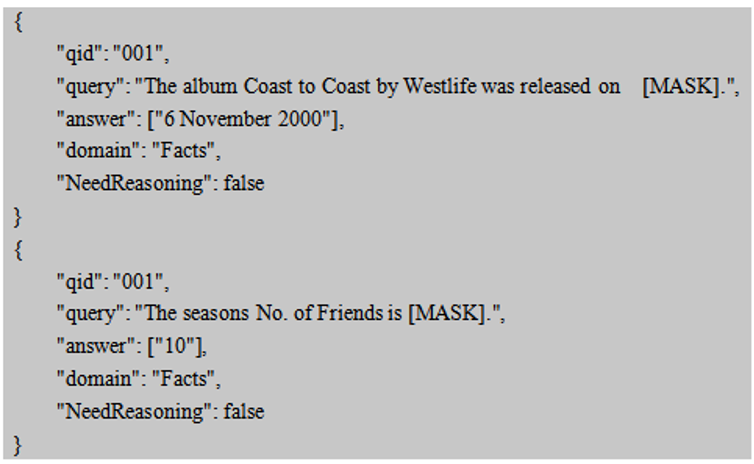 {
"qid": "001",
"query": "The album Coast to Coast by Westlife was released on [MASK].",
"answer": ["6 November 2000"],
"domain": "Facts",
"NeedReasoning": false
}
{
"qid": "001",
"query": "The seasons No. of Friends is [MASK].",
"answer": ["10"],
"domain": "Facts",
"NeedReasoning": false
}